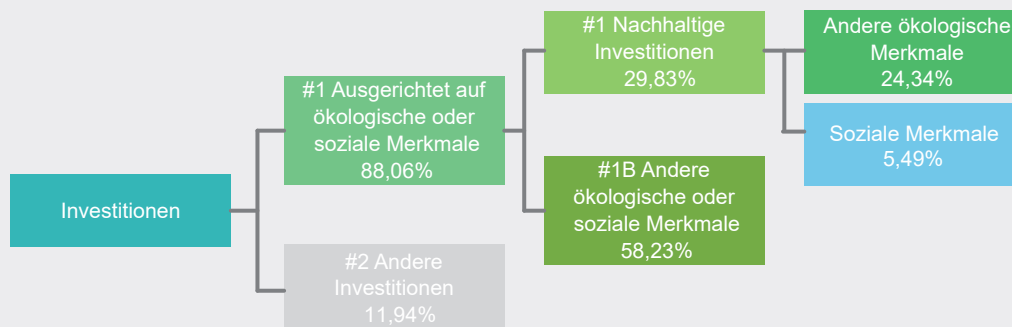 Investitionen
#1 Ausgerichtet auf
ökologische oder
soziale Merkmale
88,06%
#2 Andere
Investitionen
11,94%
#1 Nachhaltige
Investitionen
29,83%
#1B Andere
ökologische oder
soziale Merkmale
58,23%
Andere ökologische
Merkmale
24,34%
Soziale Merkmale
5,49%